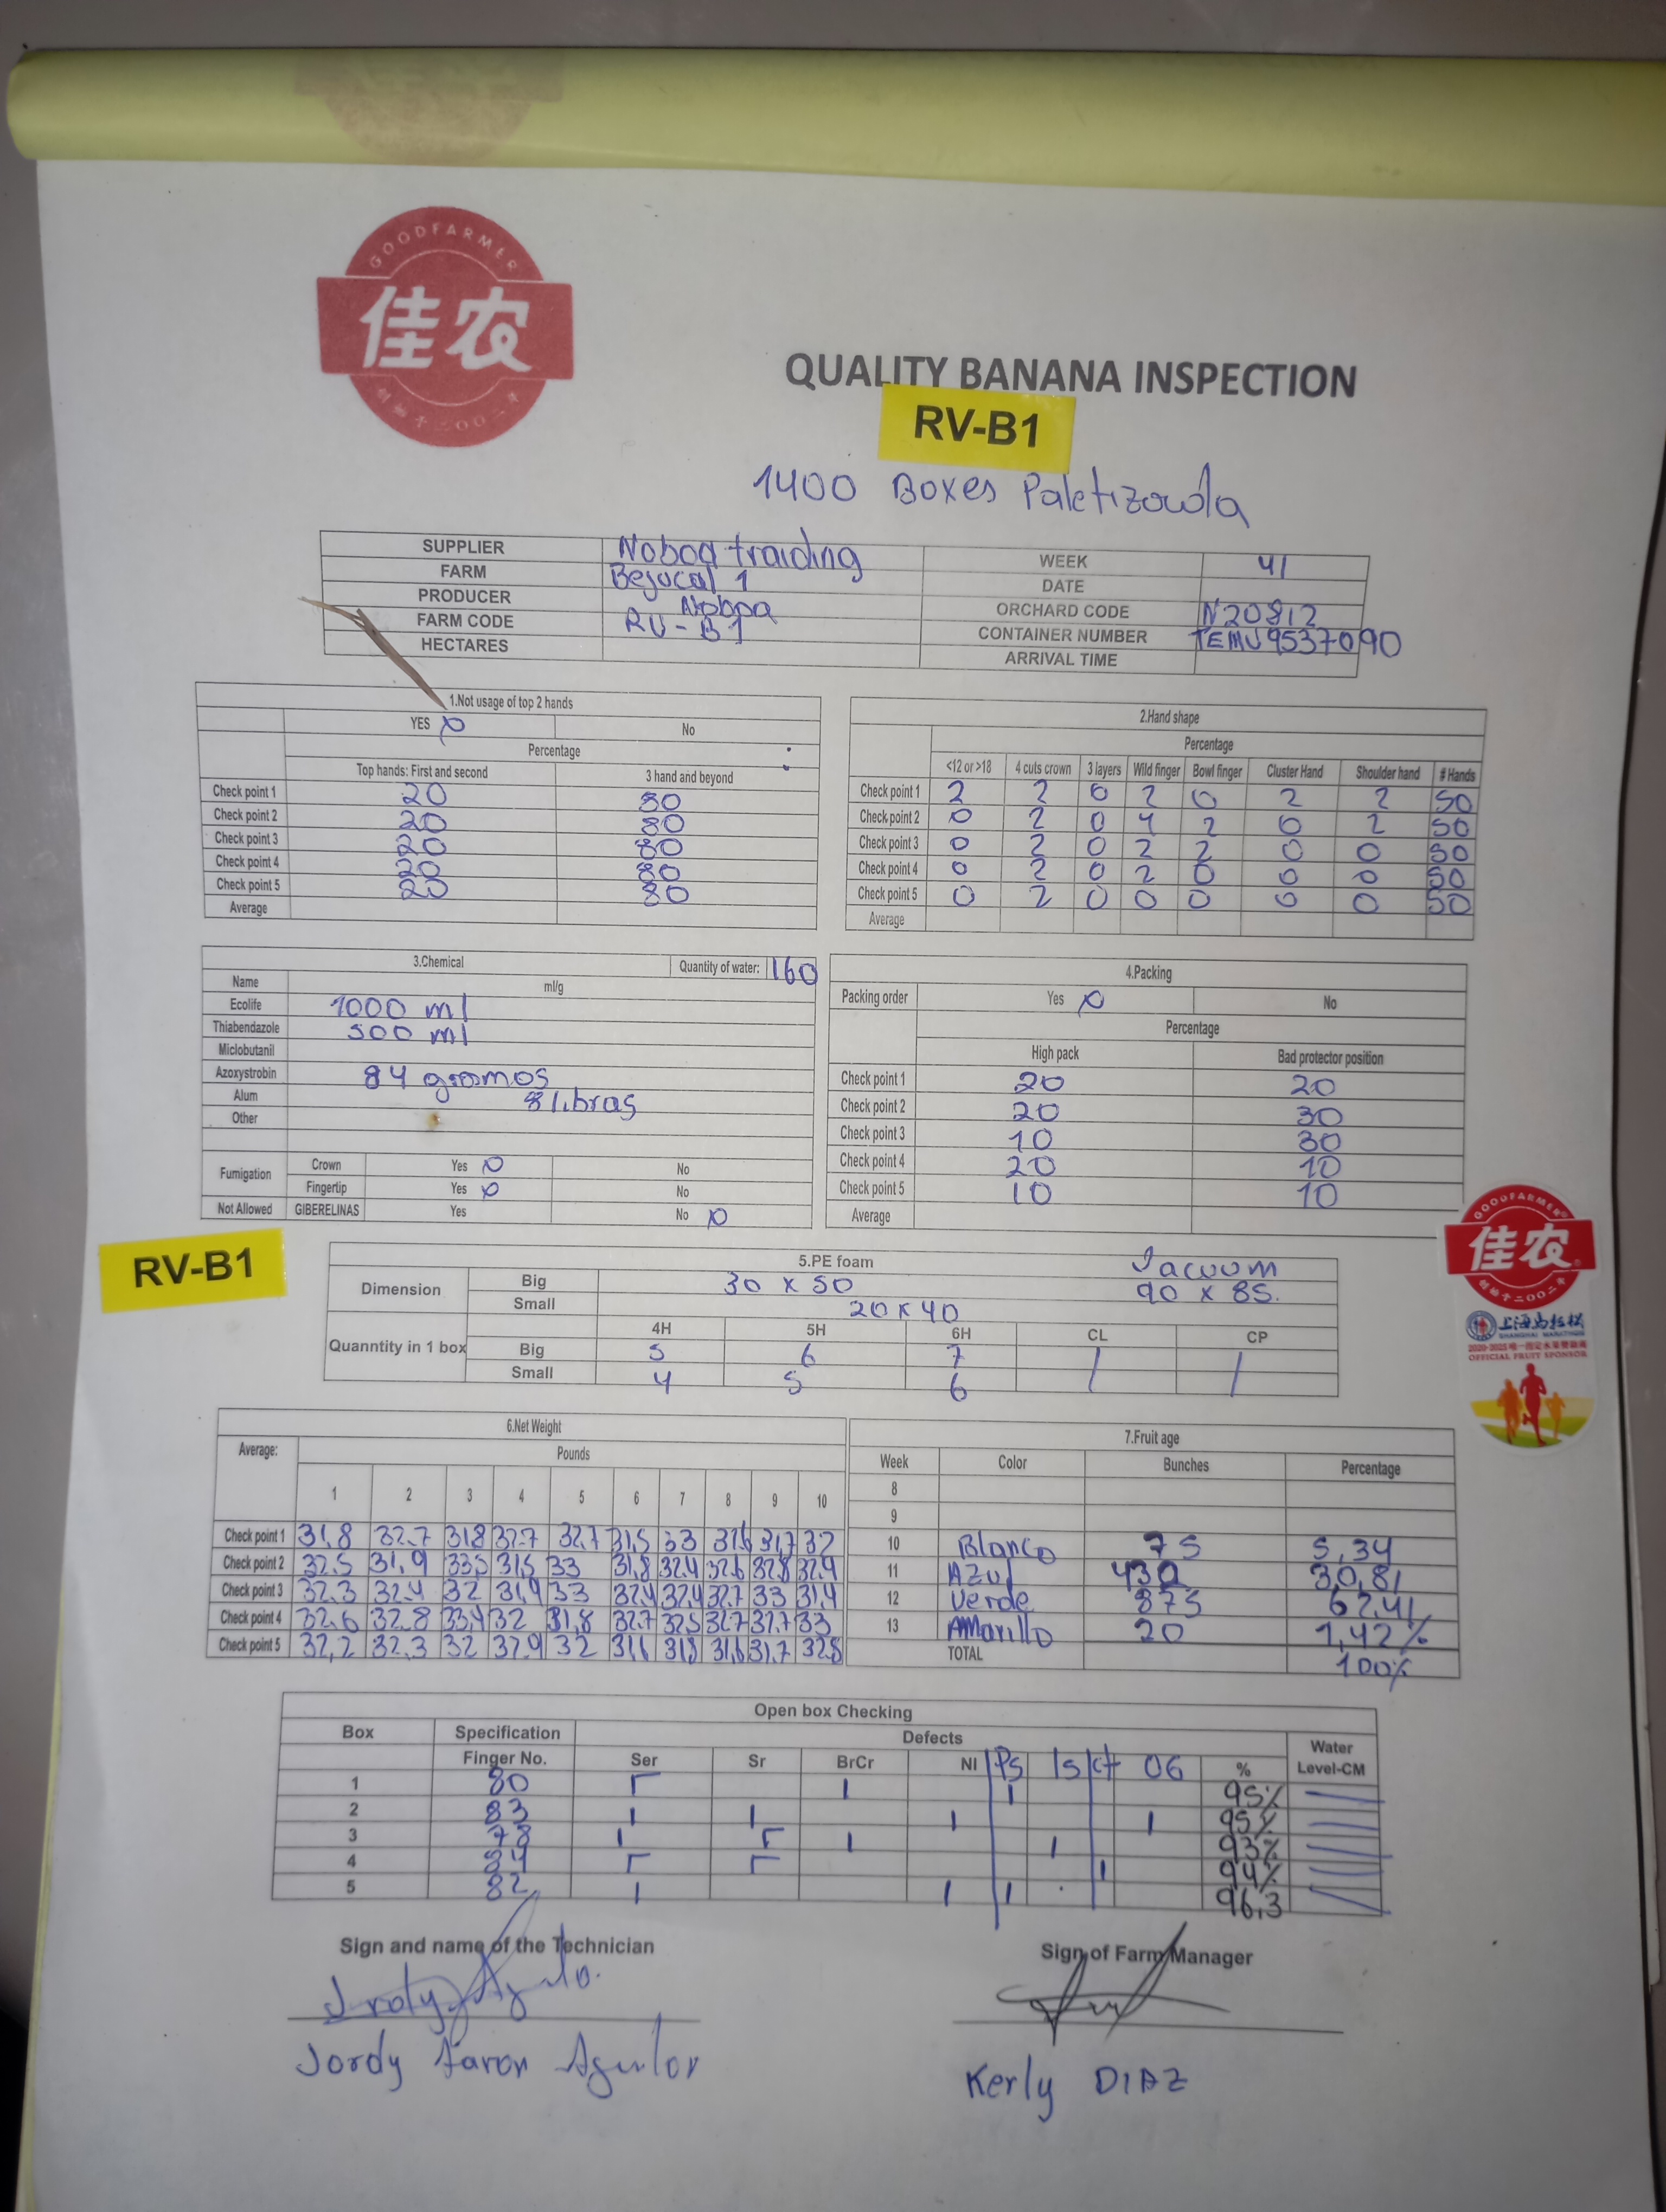 GOODFARMER
佳农
创始于二〇〇二年
QUALITY BANANA INSPECTION
RV-B1
1400 Boxes Paletizada
SUPPLIER Noboa traiding WEEK 41
FARM Bejucal 1 DATE
PRODUCER Noboa ORCHARD CODE N20812
FARM CODE RV-B1 CONTAINER NUMBER TEMU9537090
HECTARES ARRIVAL TIME
1.Not usage of top 2 hands
YES No
Percentage
Top hands: First and second 3 hand and beyond
Check point 1 20 80
Check point 2 20 80
Check point 3 20 80
Check point 4 20 80
Check point 5 20 80
Average
2.Hand shape
Percentage
<12 or >18 4 cuts crown 3 layers Wild finger Bowl finger Cluster Hand Shoulder hand # Hands
Check point 1 2 2 0 2 0 2 2 50
Check point 2 0 2 0 4 2 0 2 50
Check point 3 0 2 0 2 2 0 0 50
Check point 4 0 2 0 2 0 0 0 50
Check point 5 0 2 0 0 0 0 0 50
Average
3.Chemical Quantity of water: 160
Name ml/g
Ecolife 1000 ml
Thiabendazole 500 ml
Miclobutanil
Azoxystrobin 84 gramos
Alum 8 libras
Other
Fumigation Crown Yes No
Fingertip Yes No
Not Allowed GIBERELINAS Yes No
4.Packing
Packing order Yes No
Percentage
High pack Bad protector position
Check point 1 20 20
Check point 2 20 30
Check point 3 10 30
Check point 4 20 10
Check point 5 10 10
Average
RV-B1
GOODFARMER
佳农
创始于二〇〇二年
上海马拉松
SHANGHAI MARATHON
OFFICIAL FRUIT SPONSOR
5.PE foam Vacuum
Dimension Big 30 x 50 90 x 85.
Small 20 x 40
4H 5H 6H CL CP
Quanntity in 1 box Big 5 6 7 /
Small 4 5 6 / /
6.Net Weight
Average: Pounds
1 2 3 4 5 6 7 8 9 10
Check point 1 31,8 32.7 31.8 32.7 32,7 31,5 33 31,6 31,7 32
Check point 2 32.5 31,9 33,5 31,5 33 31,8 32.4 32.6 32.8 32.4
Check point 3 32.3 32.4 32 31,4 33 32,4 32,4 32.7 33 31,4
Check point 4 32.6 32.8 33,4 32 31,8 32.7 32.5 32.7 32.7 33
Check point 5 32,2 32.3 32 32.9 32 31,6 31,8 31,6 31.7 32.8
7.Fruit age
Week Color Bunches Percentage
8
9
10 Blanco 75 5,34
11 Azul 430 30,81
12 Verde 875 62,41
13 Amarillo 20 1,42%
TOTAL 100%
Open box Checking
Box Specification Defects Water
Finger No. Ser Sr BrCr NI Ps Is Ct OG % Level-CM
1 80 95%
2 83 95%
3 78 93%
4 84 94%
5 82 96,3
Sign and name of the Technician Sign of Farm Manager
Jordy Aaron Aguilar Kerly DIAZ